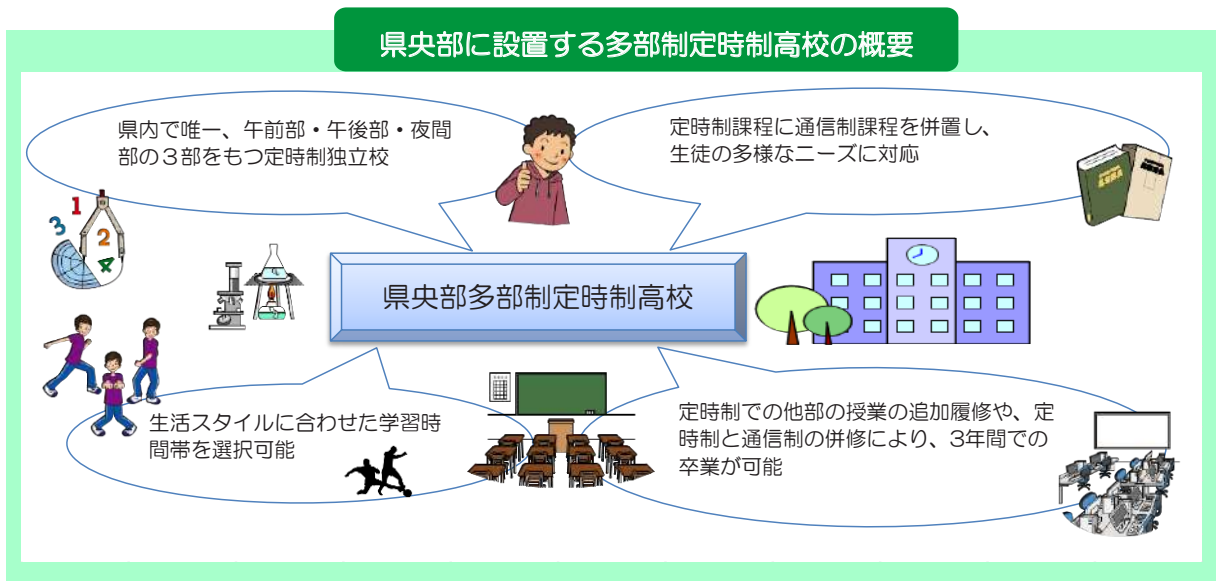 県央部に設置する多部制定時制高校の概要
県内で唯一、午前部・午後部・夜間
部の３部をもつ定時制独立校
定時制課程に通信制課程を併置し、
生徒の多様なニーズに対応
1
2
3
4
県央部多部制定時制高校
生活スタイルに合わせた学習時
間帯を選択可能
定時制での他部の授業の追加履修や、定
時制と通信制の併修により、3年間での
卒業が可能